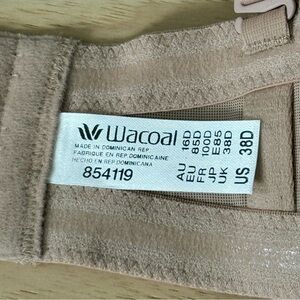 Wacoal
MADE IN DOMINICAN REP.
FABRIQUE EN REP. DOMINICAINE
HECHO EN REP. DOMINICANA
854119
AU 16D
EU 85D
FR 100D
JP E85
UK 38D
US 38D